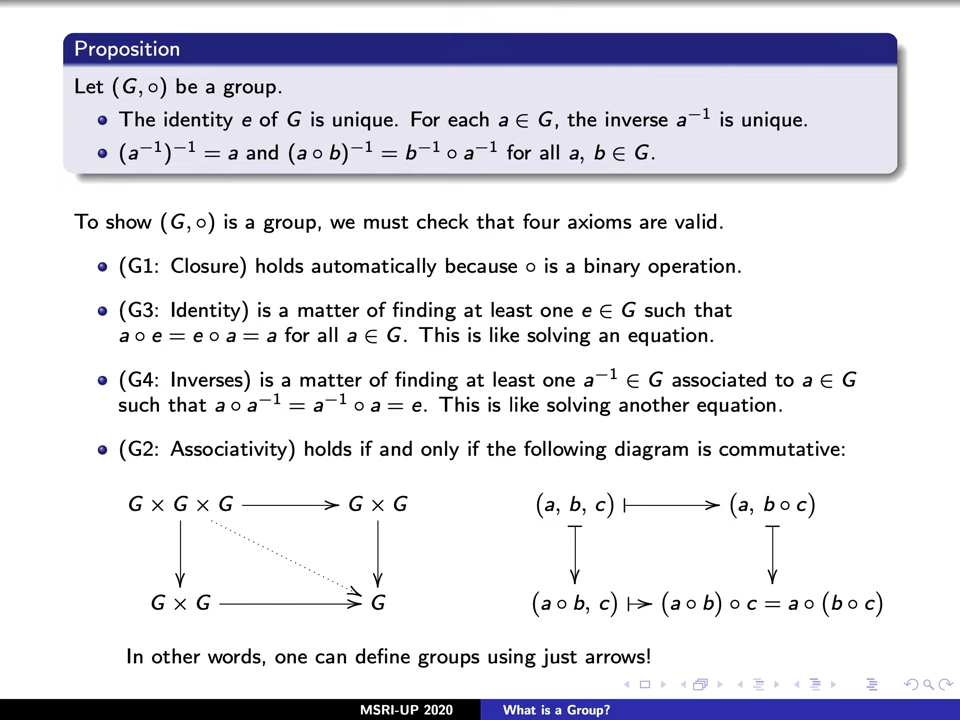 Proposition
Let (G, ∘) be a group.
The identity e of G is unique. For each a ∈ G, the inverse a⁻¹ is unique.
(a⁻¹)⁻¹ = a and (a ∘ b)⁻¹ = b⁻¹ ∘ a⁻¹ for all a, b ∈ G.
To show (G, ∘) is a group, we must check that four axioms are valid.
(G1: Closure) holds automatically because ∘ is a binary operation.
(G3: Identity) is a matter of finding at least one e ∈ G such that
a ∘ e = e ∘ a = a for all a ∈ G. This is like solving an equation.
(G4: Inverses) is a matter of finding at least one a⁻¹ ∈ G associated to a ∈ G
such that a ∘ a⁻¹ = a⁻¹ ∘ a = e. This is like solving another equation.
(G2: Associativity) holds if and only if the following diagram is commutative:
G × G × G ⟶ G × G (a, b, c) ⟼ (a, b ∘ c)
G × G ⟶ G (a ∘ b, c) ⟼ (a ∘ b) ∘ c = a ∘ (b ∘ c)
In other words, one can define groups using just arrows!
MSRI-UP 2020 What is a Group?